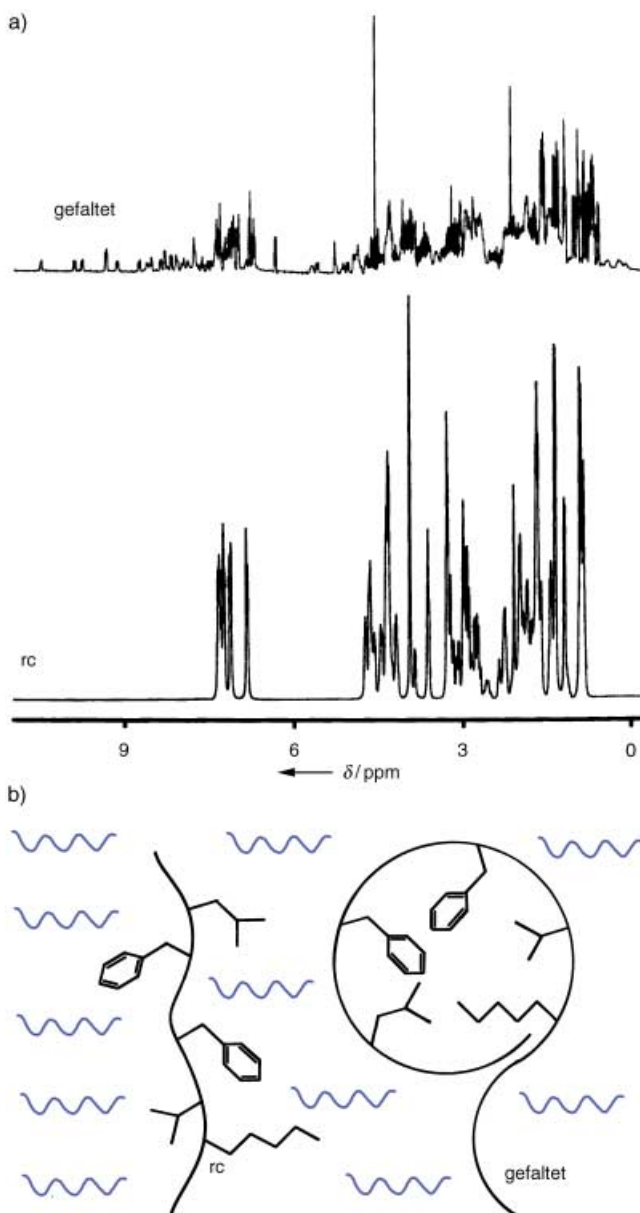 a)
gefaltet
rc
9 6 3 0
← δ/ppm
b)
rc
gefaltet